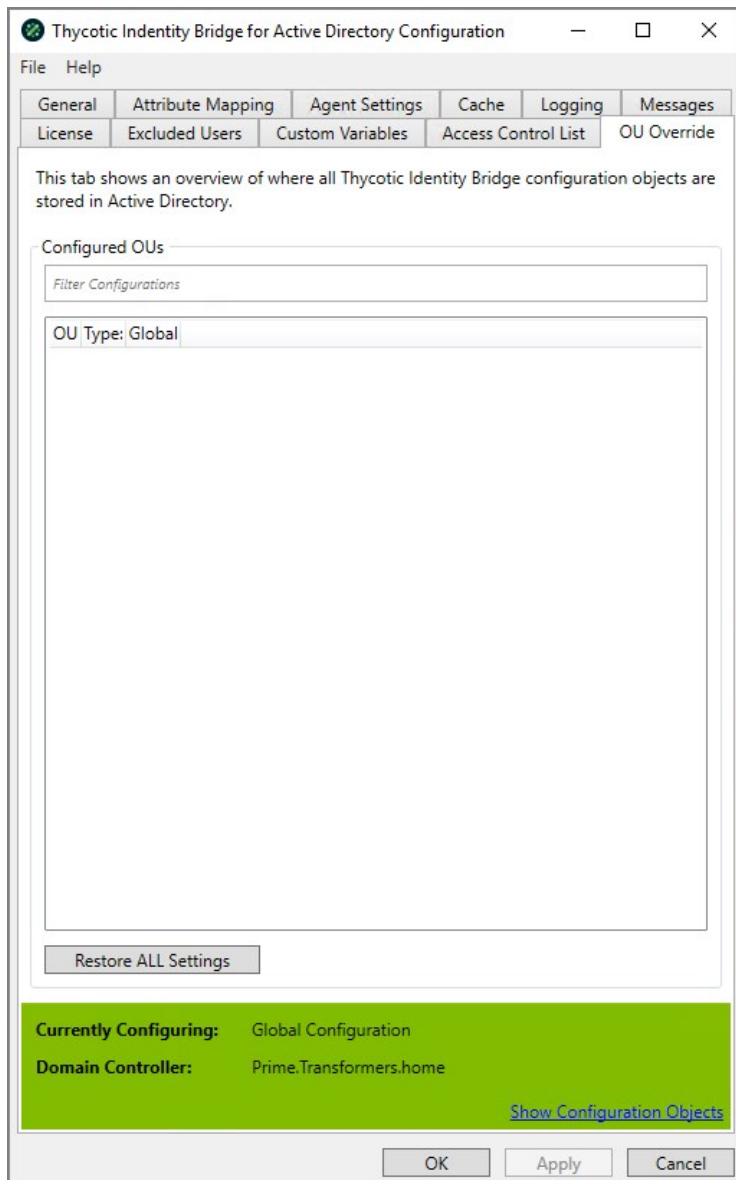 Thycotic Indentity Bridge for Active Directory Configuration
File Help
General Attribute Mapping Agent Settings Cache Logging Messages
License Excluded Users Custom Variables Access Control List OU Override
This tab shows an overview of where all Thycotic Identity Bridge configuration objects are
stored in Active Directory.
Configured OUs
Filter Configurations
OU Type: Global
Restore ALL Settings
Currently Configuring: Global Configuration
Domain Controller: Prime.Transformers.home
Show Configuration Objects
OK Apply Cancel